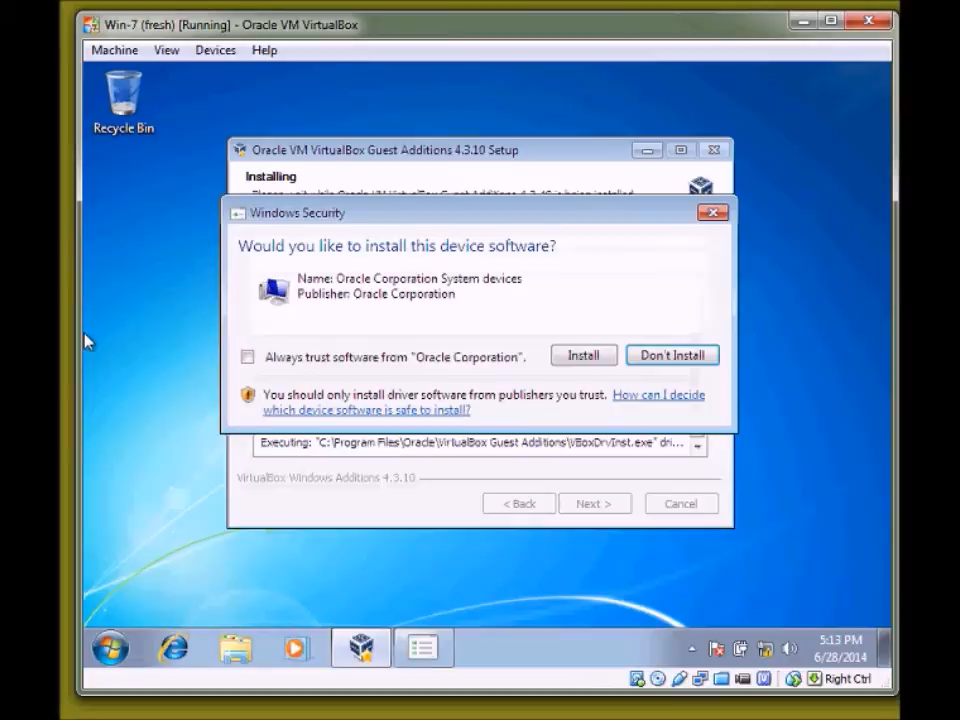 Win-7 (fresh) [Running] - Oracle VM VirtualBox
Machine View Devices Help
Recycle Bin
Oracle VM VirtualBox Guest Additions 4.3.10 Setup
Installing
Windows Security
Would you like to install this device software?
Name: Oracle Corporation System devices
Publisher: Oracle Corporation
Always trust software from "Oracle Corporation".
Install
Don't Install
You should only install driver software from publishers you trust. How can I decide
which device software is safe to install?
Executing: "C:\Program Files\Oracle\VirtualBox Guest Additions\VBoxDrvInst.exe" dri...
VirtualBox Windows Additions 4.3.10
< Back
Next >
Cancel
5:13 PM
6/28/2014
Right Ctrl